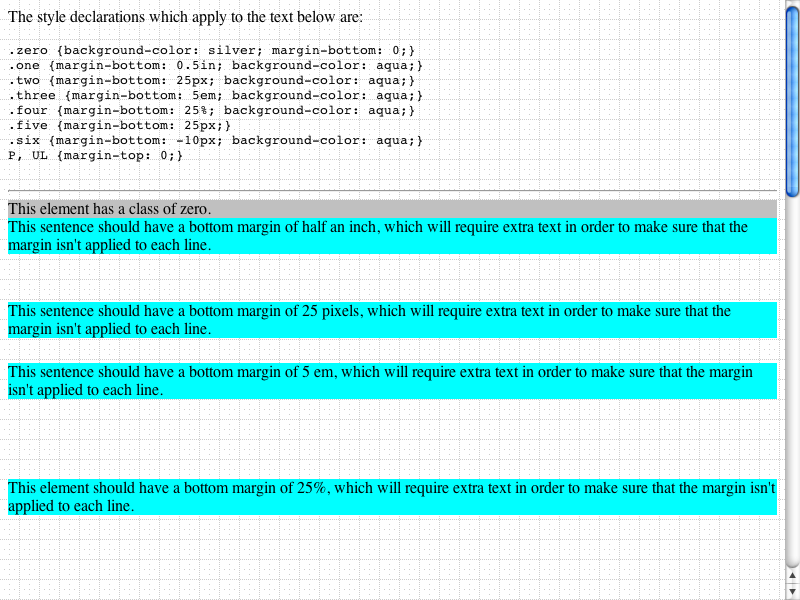 The style declarations which apply to the text below are:
.zero {background-color: silver; margin-bottom: 0;}
.one {margin-bottom: 0.5in; background-color: aqua;}
.two {margin-bottom: 25px; background-color: aqua;}
.three {margin-bottom: 5em; background-color: aqua;}
.four {margin-bottom: 25%; background-color: aqua;}
.five {margin-bottom: 25px;}
.six {margin-bottom: -10px; background-color: aqua;}
P, UL {margin-top: 0;}
This element has a class of zero.
This sentence should have a bottom margin of half an inch, which will require extra text in order to make sure that the
margin isn't applied to each line.
This sentence should have a bottom margin of 25 pixels, which will require extra text in order to make sure that the
margin isn't applied to each line.
This sentence should have a bottom margin of 5 em, which will require extra text in order to make sure that the margin
isn't applied to each line.
This element should have a bottom margin of 25%, which will require extra text in order to make sure that the margin isn't
applied to each line.